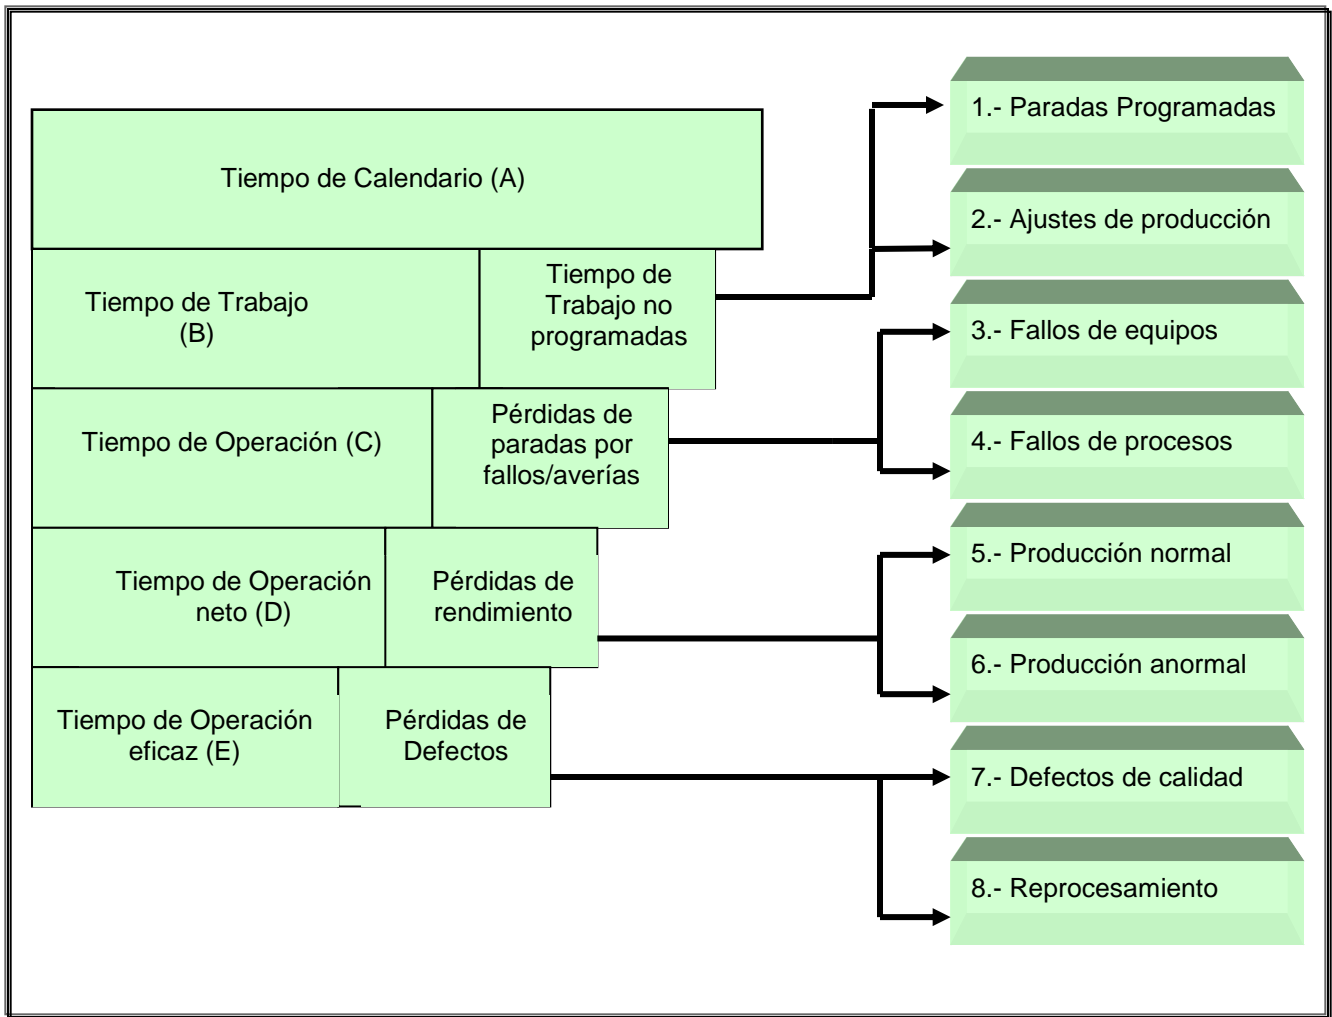 Tiempo de Calendario (A)
Tiempo de Trabajo
(B)
Tiempo de
Trabajo no
programadas
Tiempo de Operación (C)
Pérdidas de
paradas por
fallos/averías
Tiempo de Operación
neto (D)
Pérdidas de
rendimiento
Tiempo de Operación
eficaz (E)
Pérdidas de
Defectos
1.- Paradas Programadas
2.- Ajustes de producción
3.- Fallos de equipos
4.- Fallos de procesos
5.- Producción normal
6.- Producción anormal
7.- Defectos de calidad
8.- Reprocesamiento